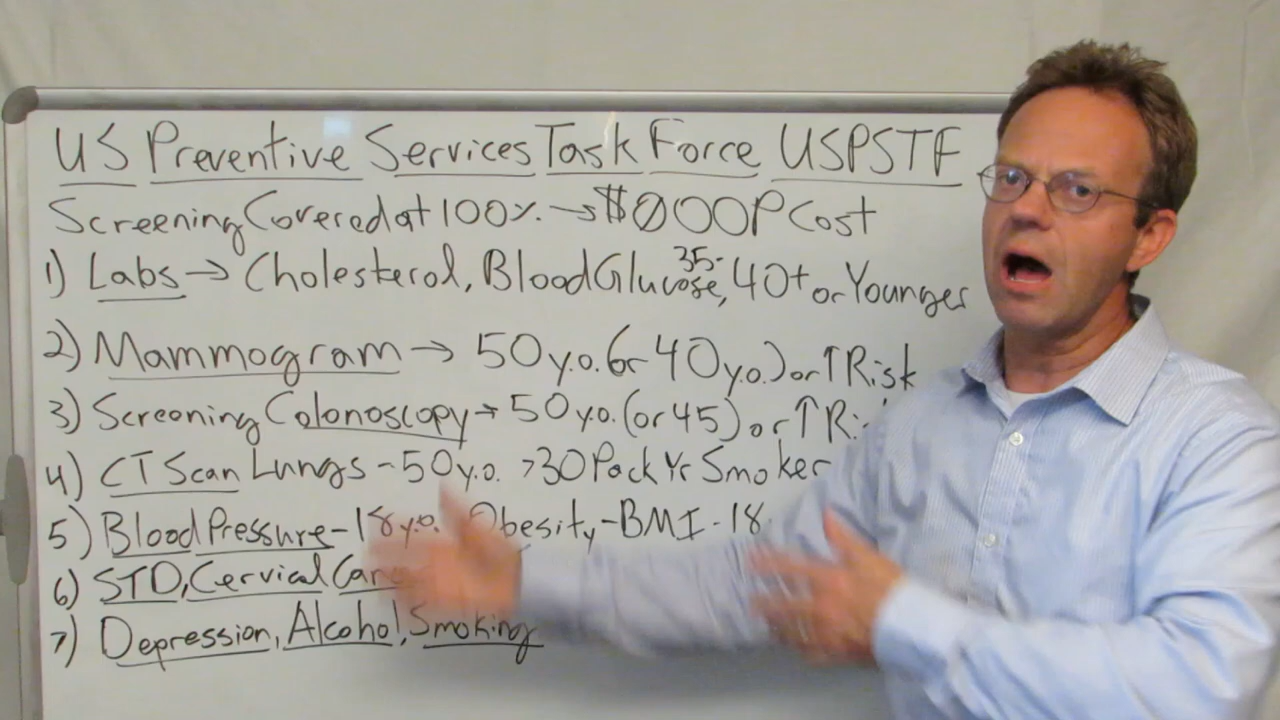 US Preventive Services Task Force USPSTF
Screening Covered at 100% → $0 OOP Cost
1) Labs → Cholesterol, Blood Glucose, 35- 40+ or Younger
2) Mammogram → 50 y.o. (or 40 y.o.) or ↑ Risk
3) Screening Colonoscopy → 50 y.o. (or 45) or ↑ Ri
4) CT Scan Lungs - 50 y.o. >30 Pack Yr Smoker
5) Blood Pressure - 18 y.o. Obesity - BMI - 18
6) STD, Cervical Can
7) Depression, Alcohol, Smoking